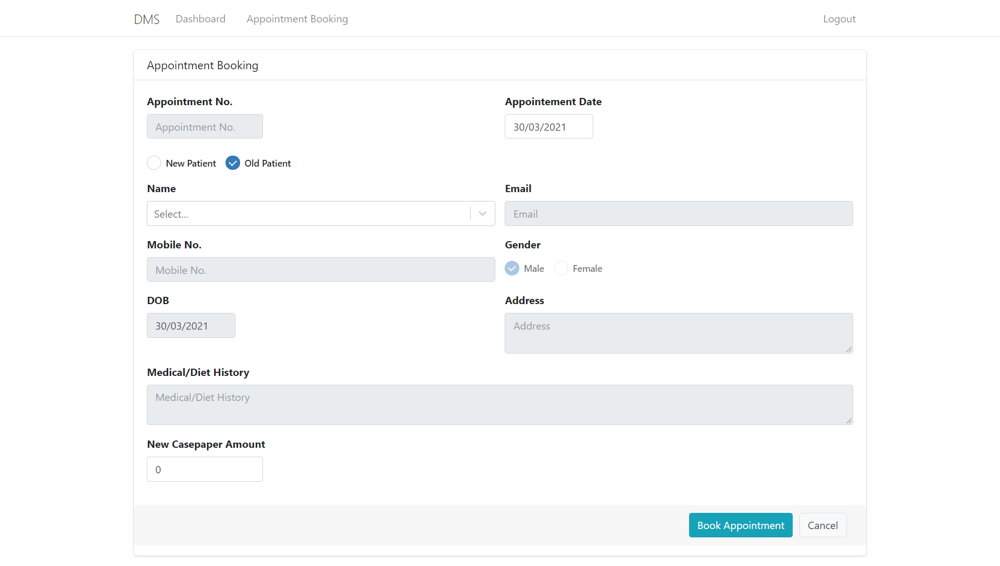 DMS Dashboard Appointment Booking Logout
Appointment Booking
Appointment No. Appointement Date
Appointment No. 30/03/2021
New Patient Old Patient
Name Email
Select... Email
Mobile No. Gender
Mobile No. Male Female
DOB Address
30/03/2021 Address
Medical/Diet History
Medical/Diet History
New Casepaper Amount
0
Book Appointment Cancel